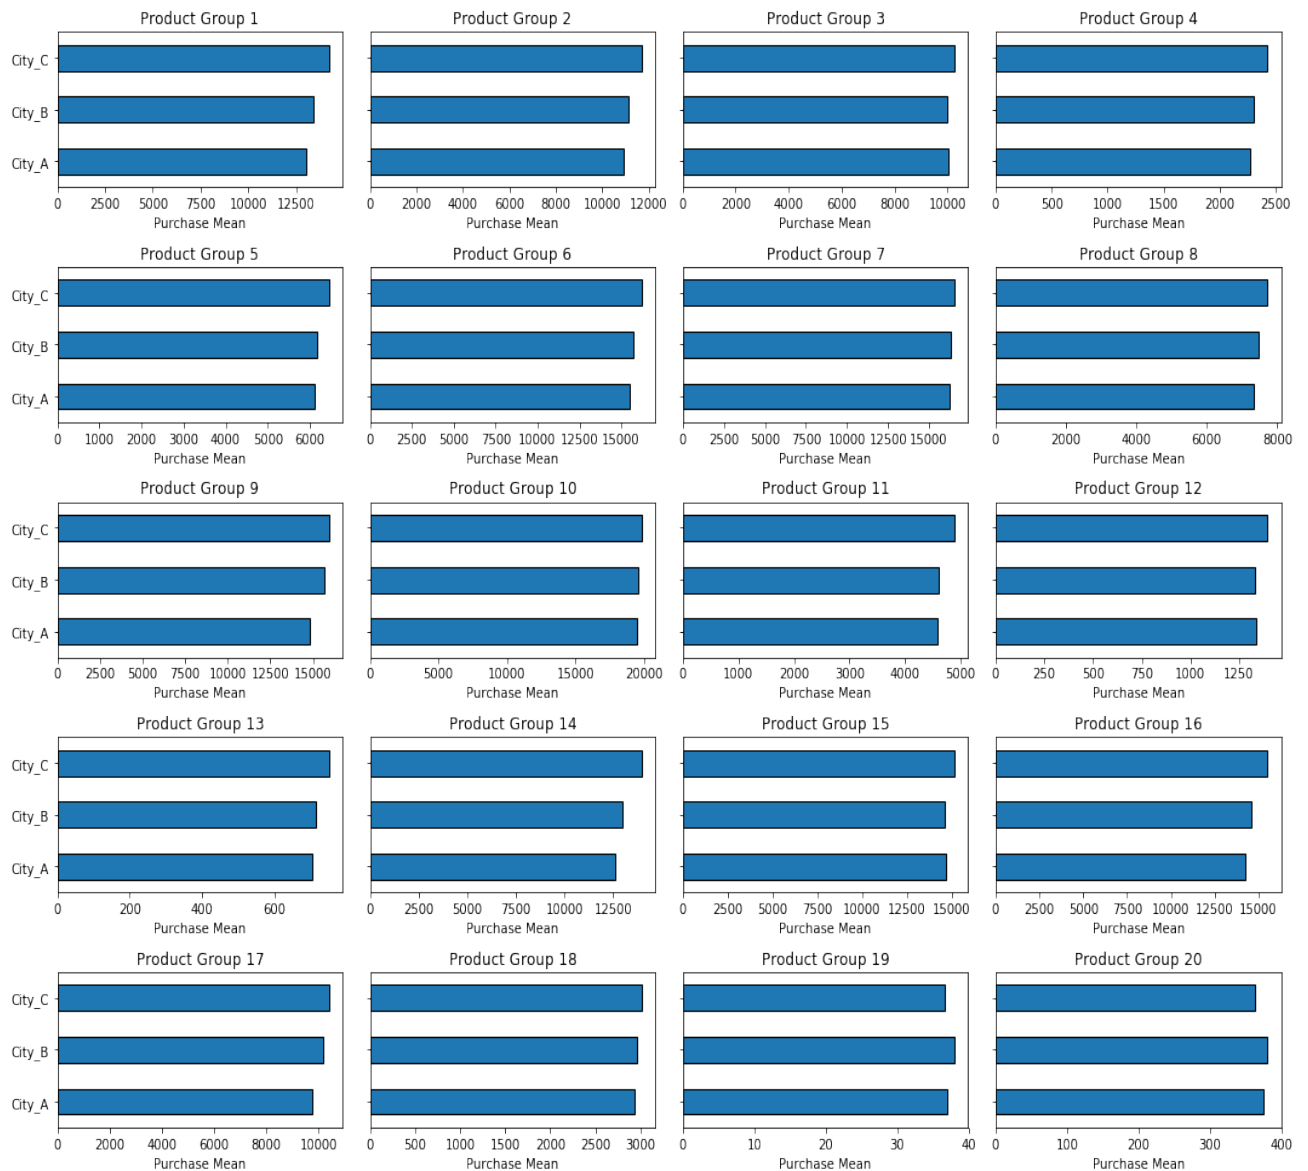 Product Group 1 Product Group 2 Product Group 3 Product Group 4
City_C
City_B
City_A
0 2500 5000 7500 10000 12500 0 2000 4000 6000 8000 10000 12000 0 2000 4000 6000 8000 10000 0 500 1000 1500 2000 2500
Purchase Mean Purchase Mean Purchase Mean Purchase Mean
Product Group 5 Product Group 6 Product Group 7 Product Group 8
City_C
City_B
City_A
0 1000 2000 3000 4000 5000 6000 0 2500 5000 7500 10000 12500 15000 0 2500 5000 7500 10000 12500 15000 0 2000 4000 6000 8000
Purchase Mean Purchase Mean Purchase Mean Purchase Mean
Product Group 9 Product Group 10 Product Group 11 Product Group 12
City_C
City_B
City_A
0 2500 5000 7500 10000 12500 15000 0 5000 10000 15000 20000 0 1000 2000 3000 4000 5000 0 250 500 750 1000 1250
Purchase Mean Purchase Mean Purchase Mean Purchase Mean
Product Group 13 Product Group 14 Product Group 15 Product Group 16
City_C
City_B
City_A
0 200 400 600 0 2500 5000 7500 10000 12500 0 2500 5000 7500 10000 12500 15000 0 2500 5000 7500 10000 12500 15000
Purchase Mean Purchase Mean Purchase Mean Purchase Mean
Product Group 17 Product Group 18 Product Group 19 Product Group 20
City_C
City_B
City_A
0 2000 4000 6000 8000 10000 0 500 1000 1500 2000 2500 3000 0 10 20 30 40 0 100 200 300 400
Purchase Mean Purchase Mean Purchase Mean Purchase Mean